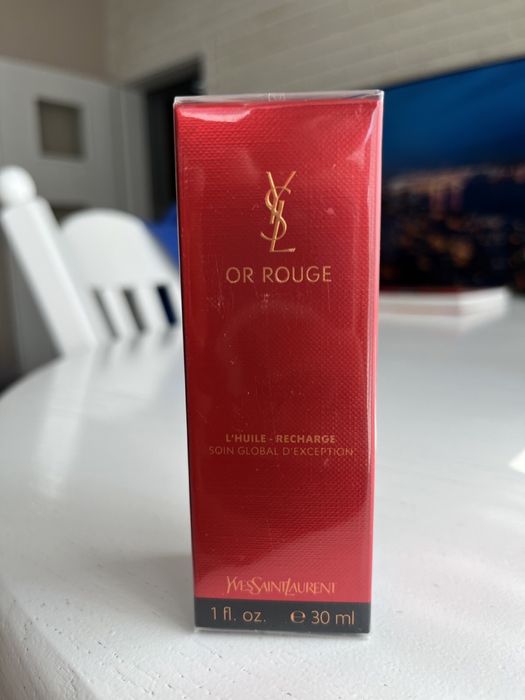 YSL
OR ROUGE
L'HUILE - RECHARGE
SOIN GLOBAL D'EXCEPTION
YVESSAINTLAURENT
1 fl. oz. ℮ 30 ml